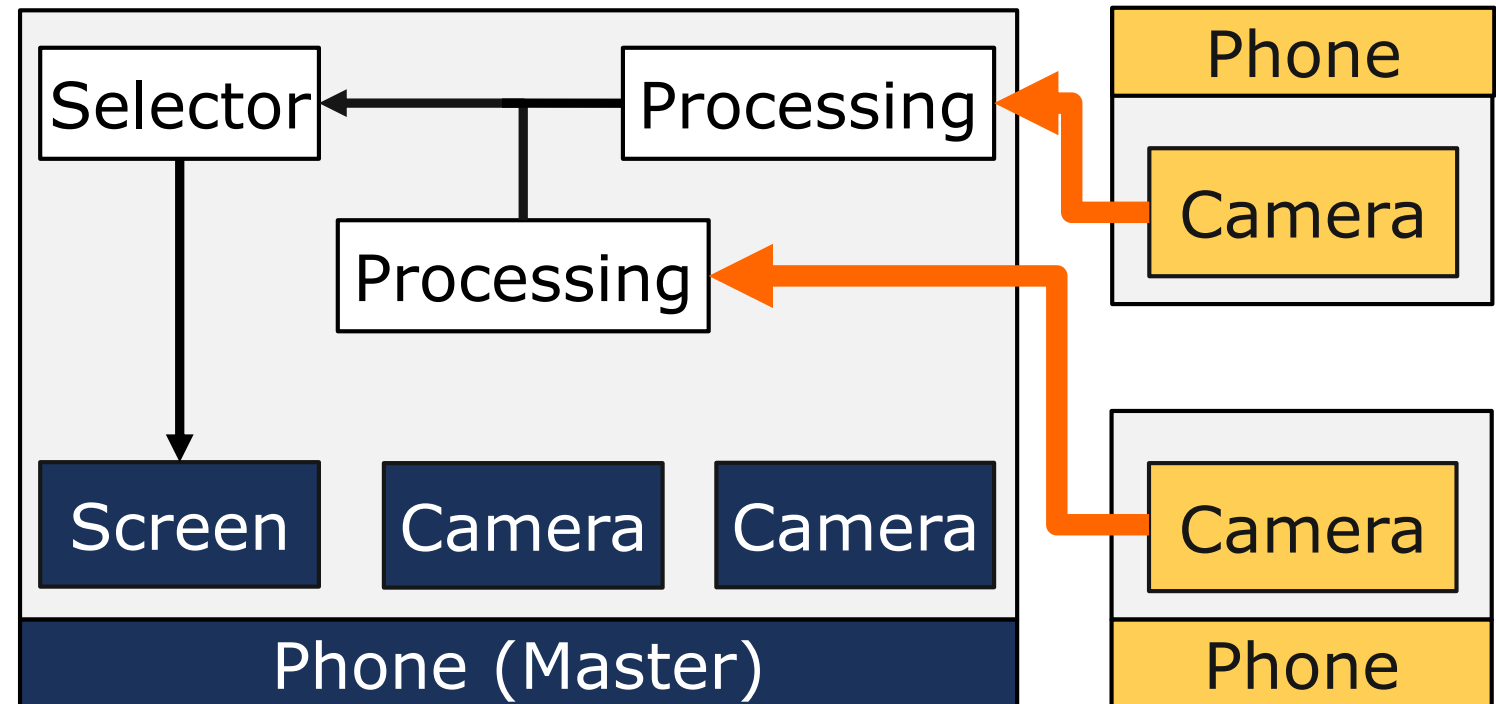 Phone
Selector
Processing
Camera
Processing
Screen
Camera
Camera
Camera
Phone (Master)
Phone